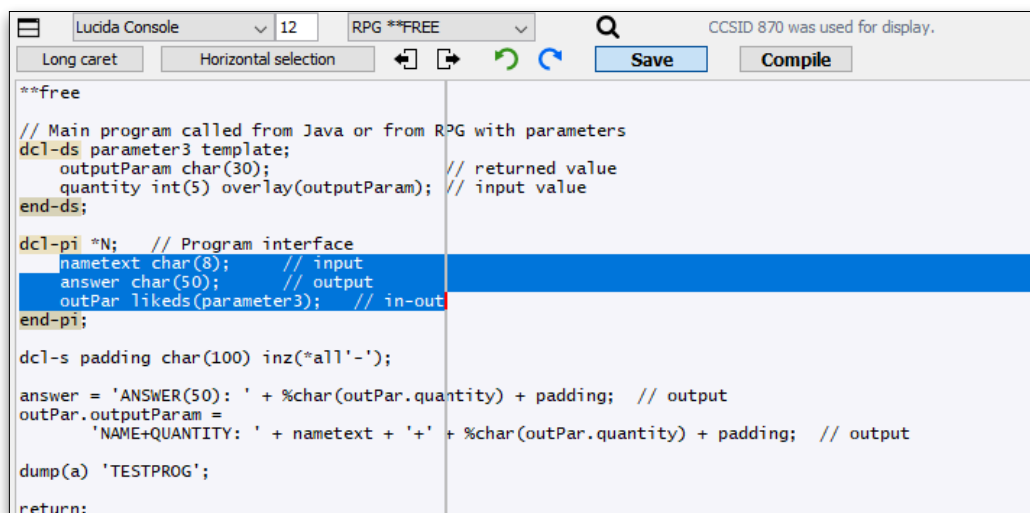 Lucida Console 12 RPG **FREE CCSID 870 was used for display.
Long caret Horizontal selection Save Compile
**free
// Main program called from Java or from RPG with parameters
dcl-ds parameter3 template;
    outputParam char(30);                      // returned value
    quantity int(5) overlay(outputParam); // input value
end-ds;
dcl-pi *N;   // Program interface
    nametext char(8);      // input
    answer char(50);       // output
    outPar likeds(parameter3);   // in-out
end-pi;
dcl-s padding char(100) inz(*all'-');
answer = 'ANSWER(50): ' + %char(outPar.quantity) + padding;  // output
outPar.outputParam =
       'NAME+QUANTITY: ' + nametext + '+' + %char(outPar.quantity) + padding;  // output
dump(a) 'TESTPROG';
return;